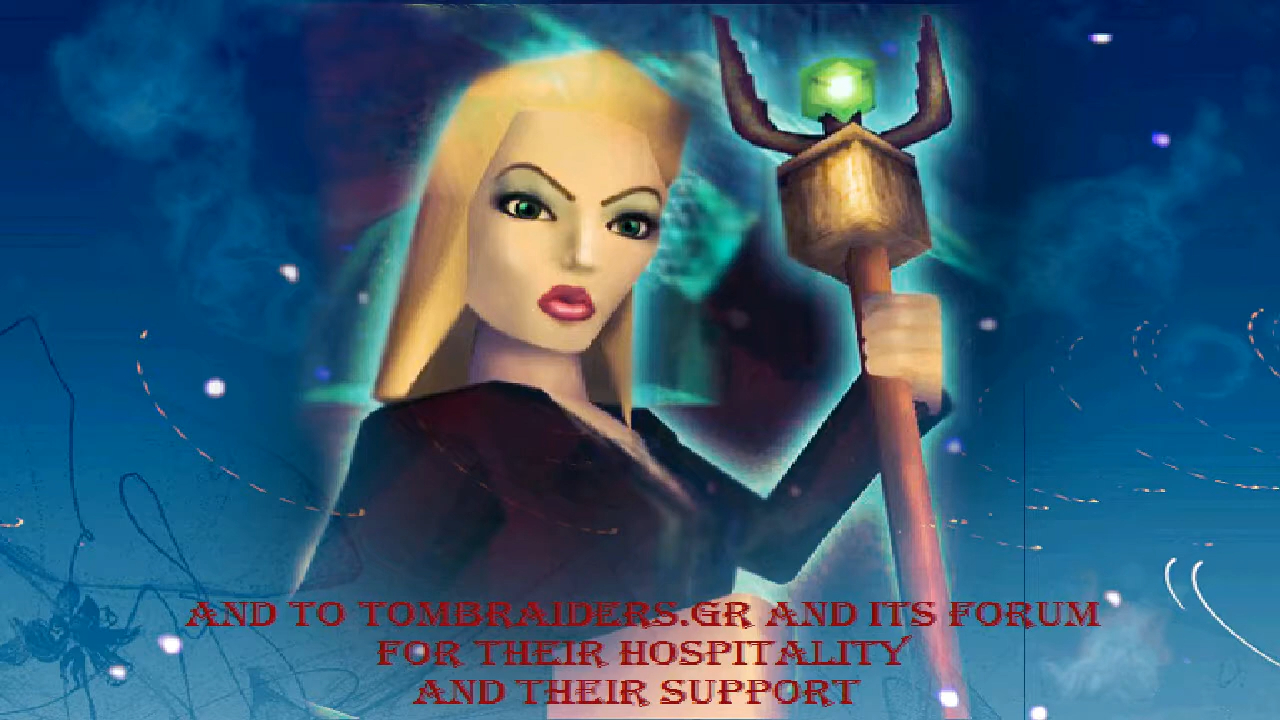 AND TO TOMBRAIDERS.GR AND ITS FORUM
FOR THEIR HOSPITALITY
AND THEIR SUPPORT